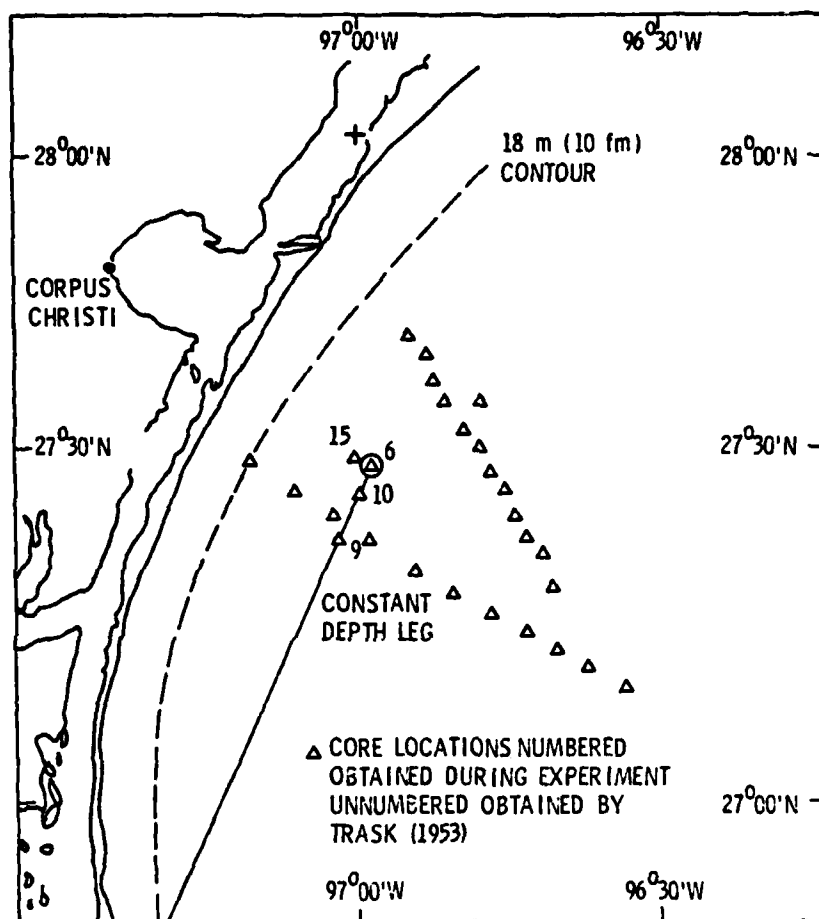 97°00'W 96°30'W
28°00'N
18 m (10 fm)
CONTOUR
28°00'N
CORPUS
CHRISTI
27°30'N
15
6
27°30'N
10
9
CONSTANT
DEPTH LEG
CORE LOCATIONS NUMBERED
OBTAINED DURING EXPERIMENT
UNNUMBERED OBTAINED BY
TRASK (1953)
27°00'N
97°00'W 96°30'W